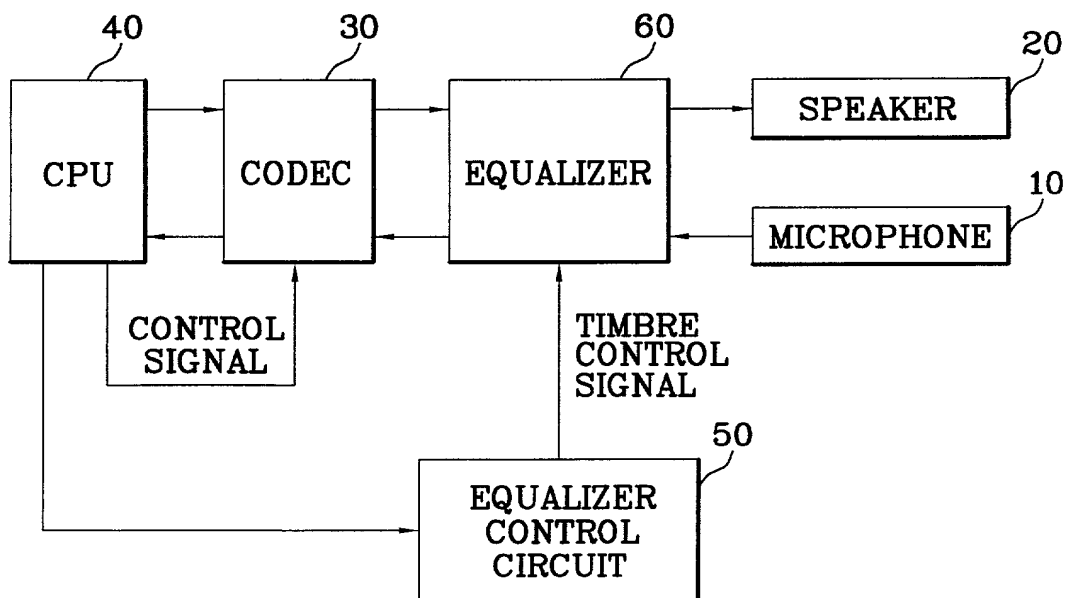 40
30
60
20
CPU
CODEC
EQUALIZER
SPEAKER
10
MICROPHONE
CONTROL
SIGNAL
TIMBRE
CONTROL
SIGNAL
50
EQUALIZER
CONTROL
CIRCUIT